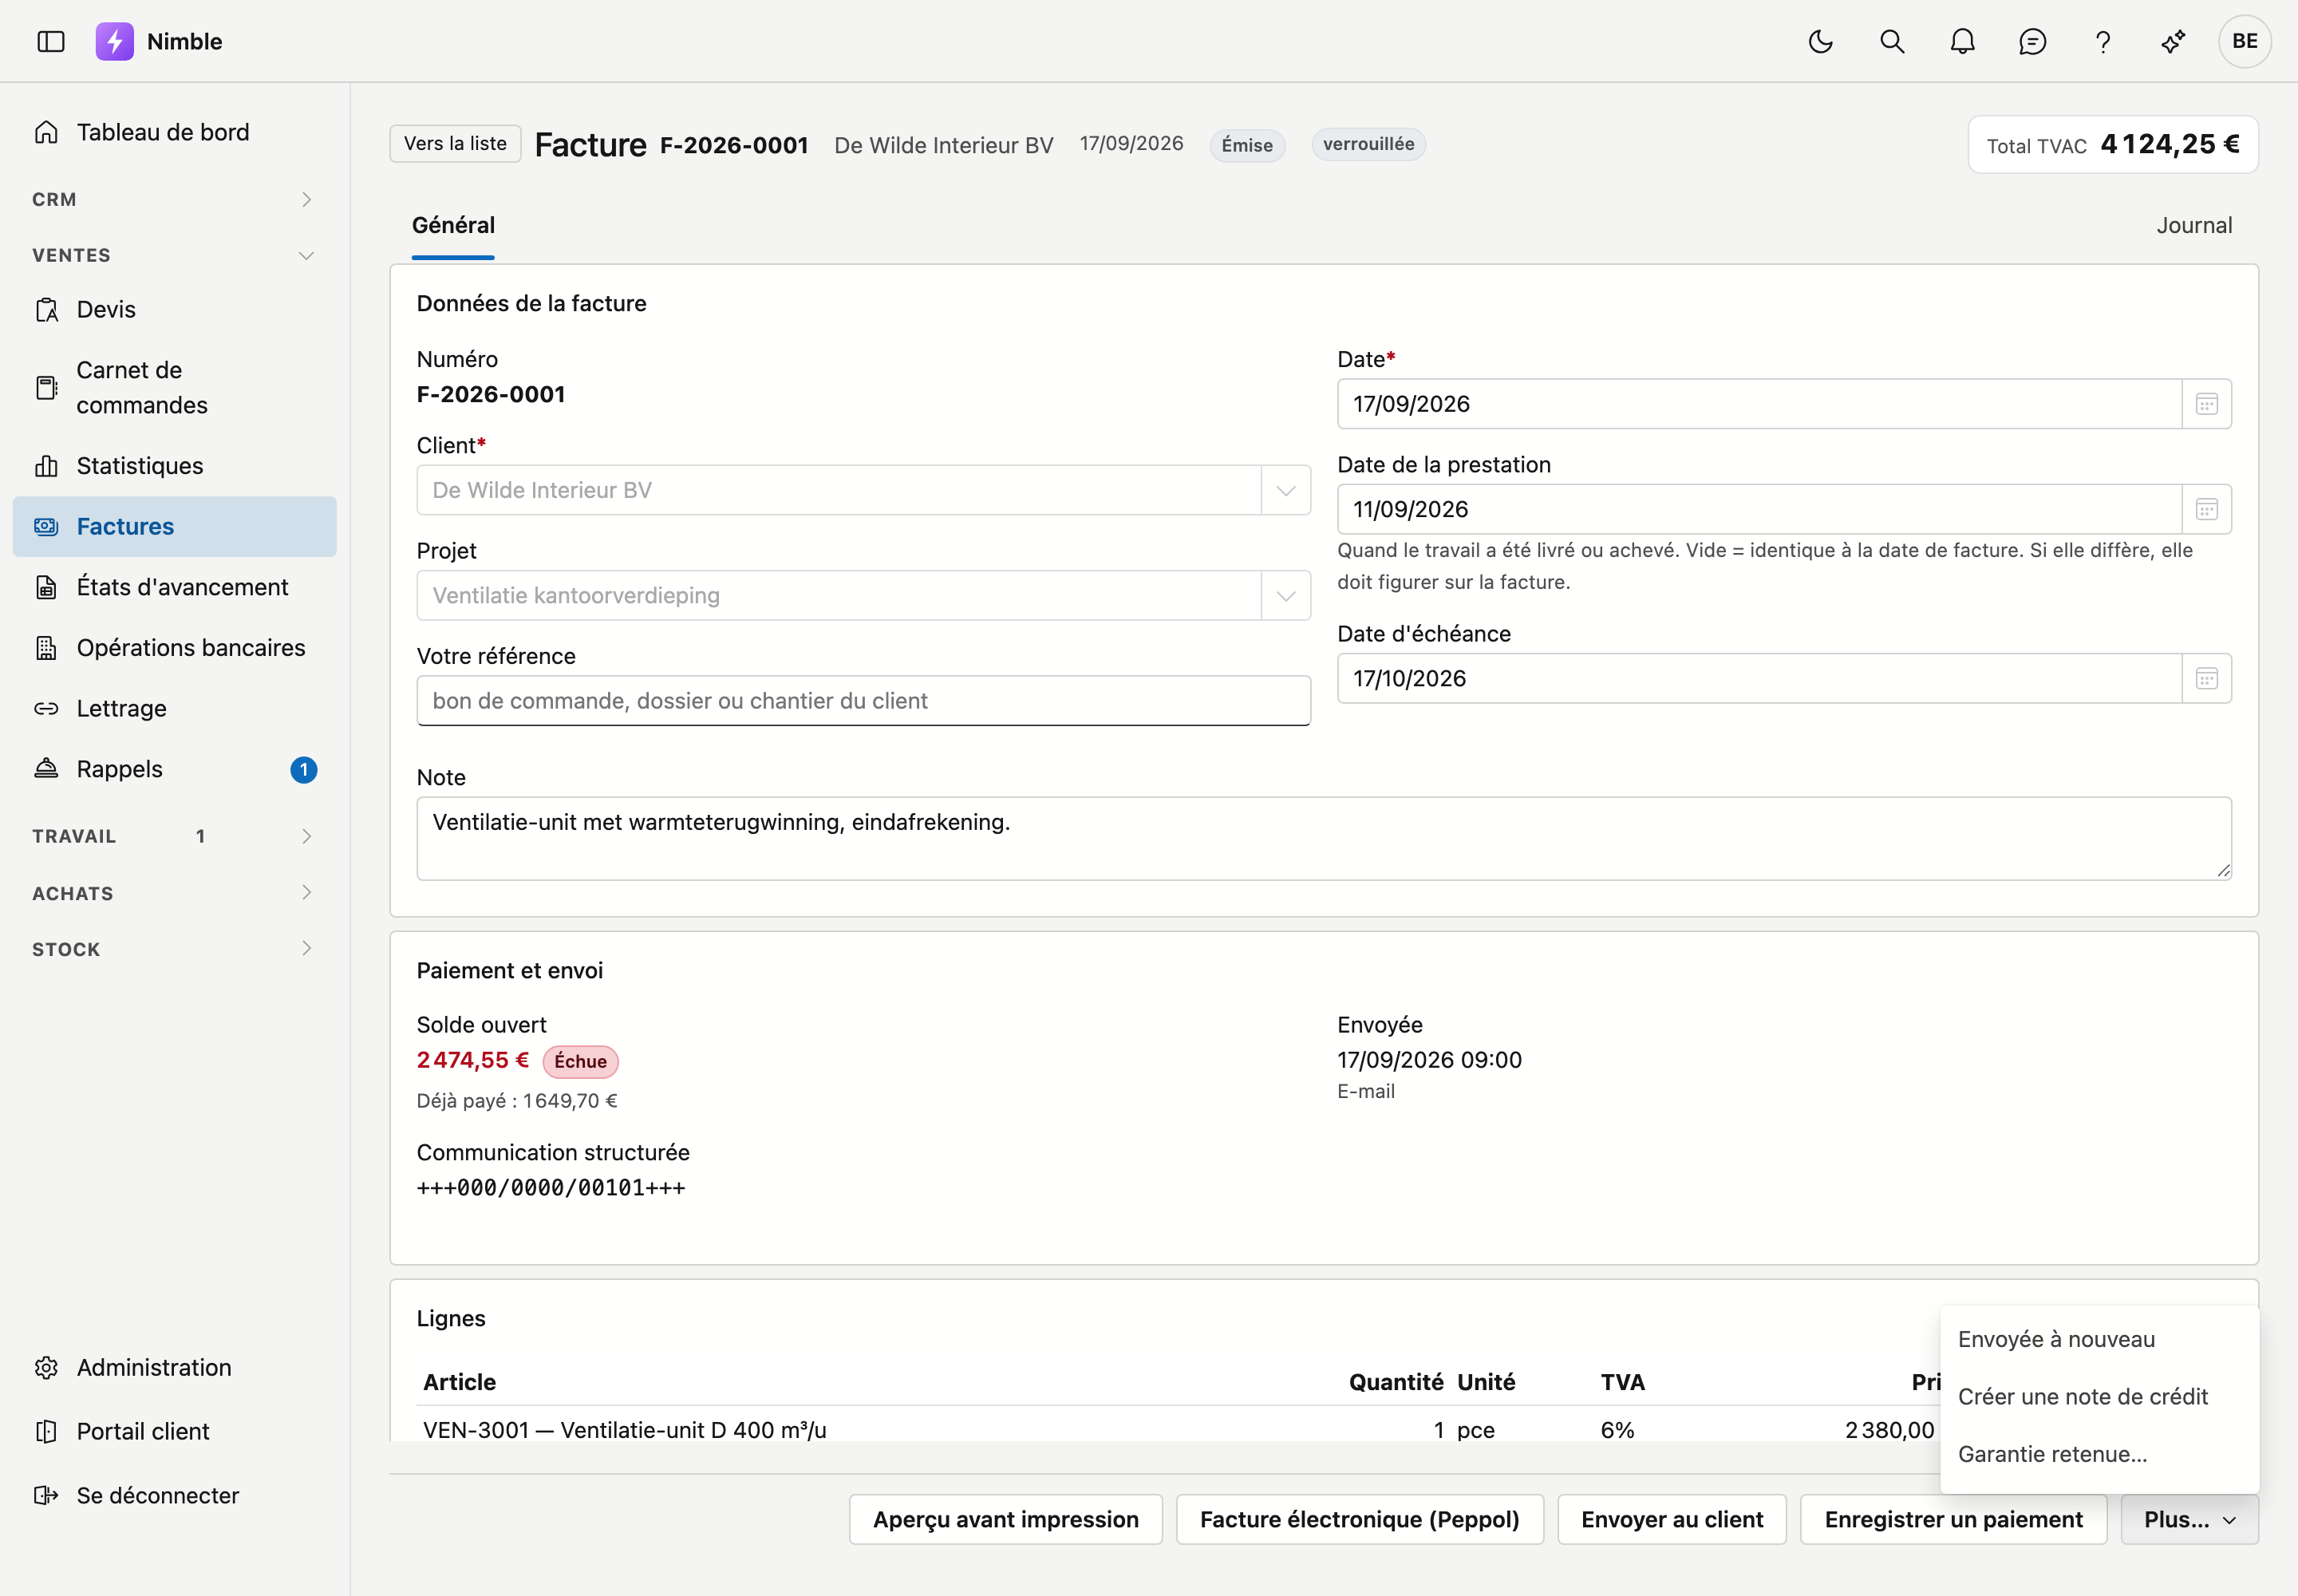 Nimble
BE
Tableau de bord
CRM
VENTES
Devis
Carnet de
commandes
Statistiques
Factures
États d'avancement
Opérations bancaires
Lettrage
Rappels 1
TRAVAIL 1
ACHATS
STOCK
Administration
Portail client
Se déconnecter
Vers la liste Facture F-2026-0001 De Wilde Interieur BV 17/09/2026 Émise verrouillée Total TVAC 4 124,25 €
Général Journal
Données de la facture
Numéro
F-2026-0001
Client*
De Wilde Interieur BV
Projet
Ventilatie kantoorverdieping
Votre référence
bon de commande, dossier ou chantier du client
Date*
17/09/2026
Date de la prestation
11/09/2026
Quand le travail a été livré ou achevé. Vide = identique à la date de facture. Si elle diffère, elle
doit figurer sur la facture.
Date d'échéance
17/10/2026
Note
Ventilatie-unit met warmteterugwinning, eindafrekening.
Paiement et envoi
Solde ouvert
2 474,55 € Échue
Déjà payé : 1 649,70 €
Communication structurée
+++000/0000/00101+++
Envoyée
17/09/2026 09:00
E-mail
Lignes
Article Quantité Unité TVA Pri
VEN-3001 — Ventilatie-unit D 400 m³/u 1 pce 6% 2 380,00
Envoyée à nouveau
Créer une note de crédit
Garantie retenue...
Aperçu avant impression Facture électronique (Peppol) Envoyer au client Enregistrer un paiement Plus...